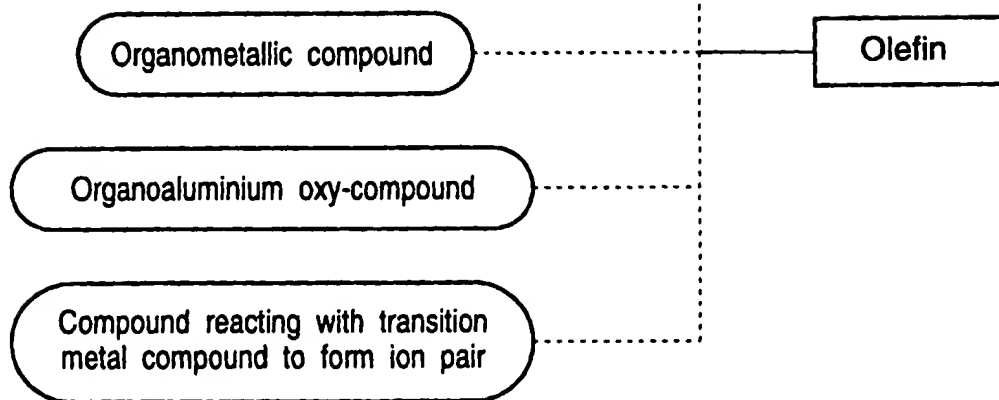 Organometallic compound
Olefin
Organoaluminium oxy-compound
Compound reacting with transition
metal compound to form ion pair